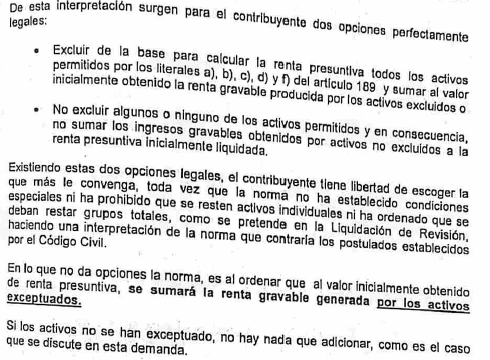 De esta interpretación surgen para el contribuyente dos opciones perfectamente
legales:
• Excluir de la base para calcular la renta presuntiva todos los activos
permitidos por los literales a), b), c), d) y f) del artículo 189 y sumar al valor
inicialmente obtenido la renta gravable producida por los activos excluidos o
• No excluir algunos o ninguno de los activos permitidos y en consecuencia,
no sumar los ingresos gravables obtenidos por activos no excluidos a la
renta presuntiva inicialmente liquidada.
Existiendo estas dos opciones legales, el contribuyente tiene libertad de escoger la
que más le convenga, toda vez que la norma no ha establecido condiciones
especiales ni ha prohibido que se resten activos individuales ni ha ordenado que se
deban restar grupos totales, como se pretende en la Liquidación de Revisión,
haciendo una interpretación de la norma que contraría los postulados establecidos
por el Código Civil.
En lo que no da opciones la norma, es al ordenar que al valor inicialmente obtenido
de renta presuntiva, se sumará la renta gravable generada por los activos
exceptuados.
Si los activos no se han exceptuado, no hay nada que adicionar, como es el caso
que se discute en esta demanda.